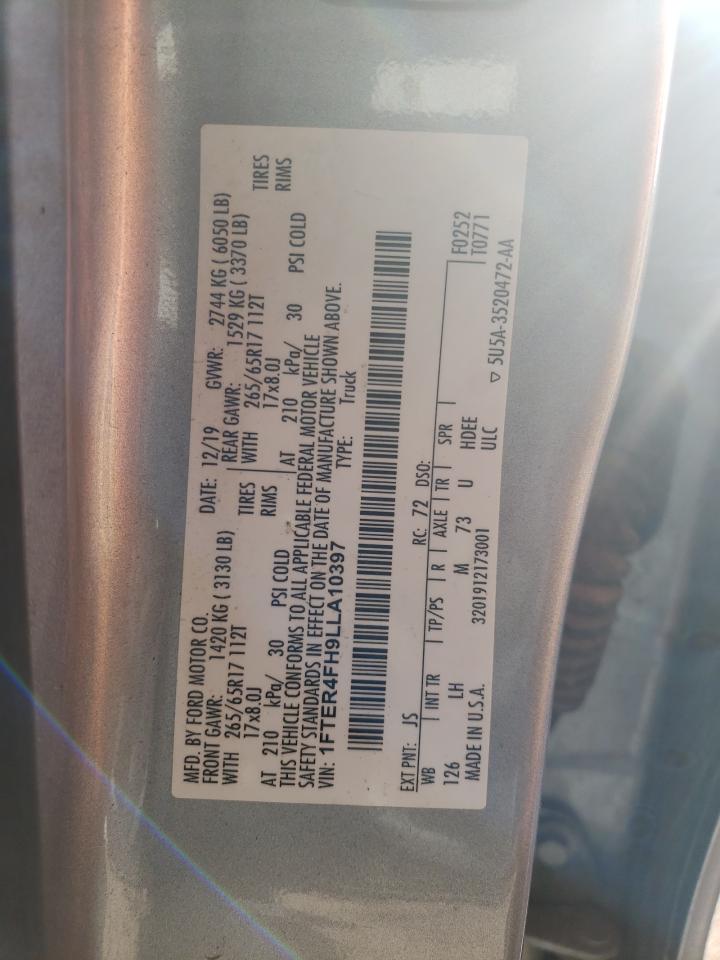 MFD. BY FORD MOTOR CO. DATE: 12/19 GVWR: 2744 KG ( 6050 LB)
FRONT GAWR: 1420 KG ( 3130 LB) REAR GAWR: 1529 KG ( 3370 LB)
WITH 265/65R17 112T TIRES WITH 265/65R17 112T TIRES
17x8.0J RIMS 17x8.0J RIMS
AT 210 kPa/ 30 PSI COLD AT 210 kPa/ 30 PSI COLD
THIS VEHICLE CONFORMS TO ALL APPLICABLE FEDERAL MOTOR VEHICLE
SAFETY STANDARDS IN EFFECT ON THE DATE OF MANUFACTURE SHOWN ABOVE.
VIN: 1FTER4FH9LLA10397 TYPE: Truck
EXT PNT: JS RC: 72 DSO: F0252
WB INT TR TP/PS R AXLE TR SPR T0771
126 LH M 73 U HDEE
MADE IN U.S.A. 3201912173001 ULC ▽ 5U5A-3520472-AA